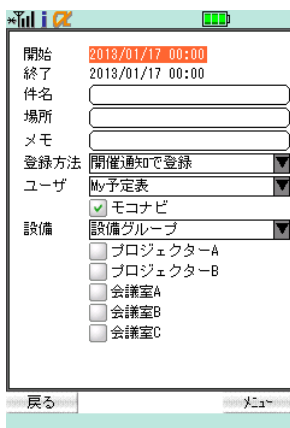 i α
開始 2013/01/17 00:00
終了 2013/01/17 00:00
件名
場所
メモ
登録方法 開催通知で登録
ユーザ My予定表
モコナビ
設備 設備グループ
プロジェクターA
プロジェクターB
会議室A
会議室B
会議室C
戻る メニュー